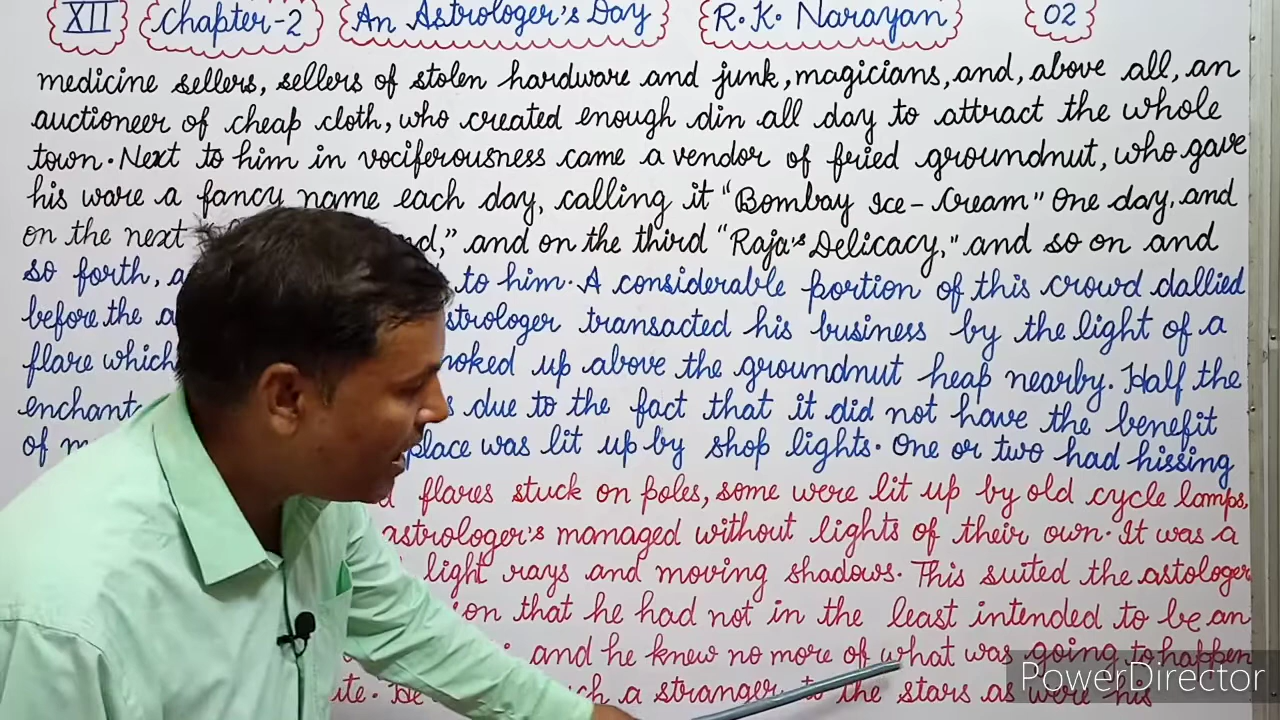 XII Chapter-2 An Astrologer's Day R. K. Narayan 02
medicine sellers, sellers of stolen hardware and junk, magicians, and, above all, an
auctioneer of cheap cloth, who created enough din all day to attract the whole
town. Next to him in vociferousness came a vendor of fried groundnut, who gave
his ware a fancy name each day, calling it "Bombay Ice-Cream" One day, and
on the next and on the third "Raja's Delicacy," and so on and
so forth, to him. A considerable portion of this crowd dallied
before the strologer transacted his business by the light of a
flare which moked up above the groundnut heap nearby. Half the
enchant due to the fact that it did not have the benefit
of place was lit up by shop lights. One or two had hissing
flares stuck on poles, some were lit up by old cycle lamps,
astrologer's managed without lights of their own. It was a
light rays and moving shadows. This suited the astologer
that he had not in the least intended to be an
and he knew no more of what was going to happen
a stranger to the stars as were his
PowerDirector